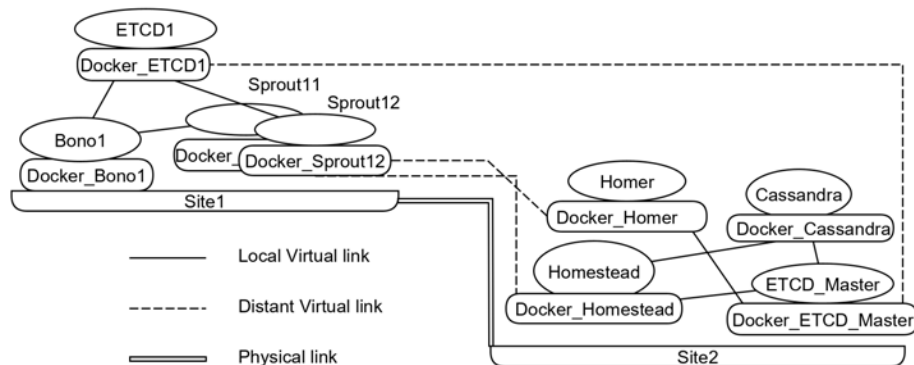 ETCD1
Docker_ETCD1
Sprout11
Sprout12
Bono1
Docker_
Docker_Sprout12
Docker_Bono1
Site1
Homer
Cassandra
Docker_Homer
Docker_Cassandra
Homestead
ETCD_Master
Docker_Homestead
Docker_ETCD_Master
Site2
Local Virtual link
Distant Virtual link
Physical link